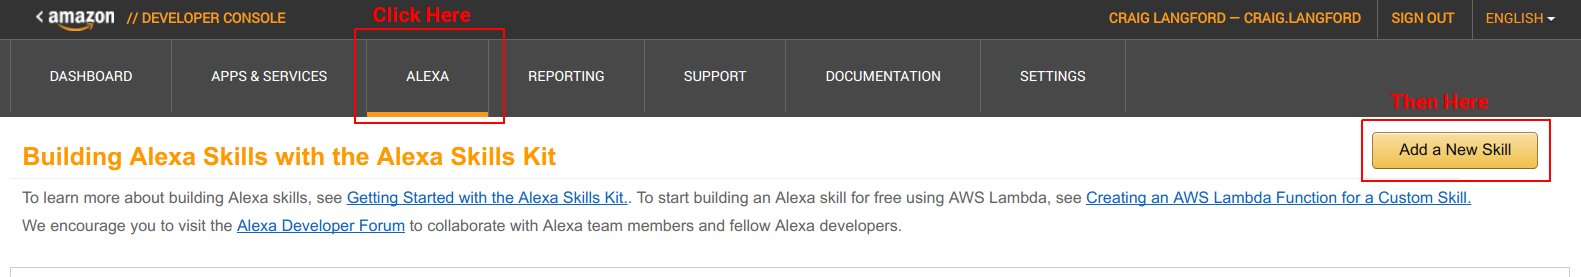 Click Here
< amazon // DEVELOPER CONSOLE CRAIG LANGFORD — CRAIG.LANGFORD SIGN OUT ENGLISH
DASHBOARD APPS & SERVICES ALEXA REPORTING SUPPORT DOCUMENTATION SETTINGS
Then Here
Add a New Skill
Building Alexa Skills with the Alexa Skills Kit
To learn more about building Alexa skills, see Getting Started with the Alexa Skills Kit.. To start building an Alexa skill for free using AWS Lambda, see Creating an AWS Lambda Function for a Custom Skill.
We encourage you to visit the Alexa Developer Forum to collaborate with Alexa team members and fellow Alexa developers.